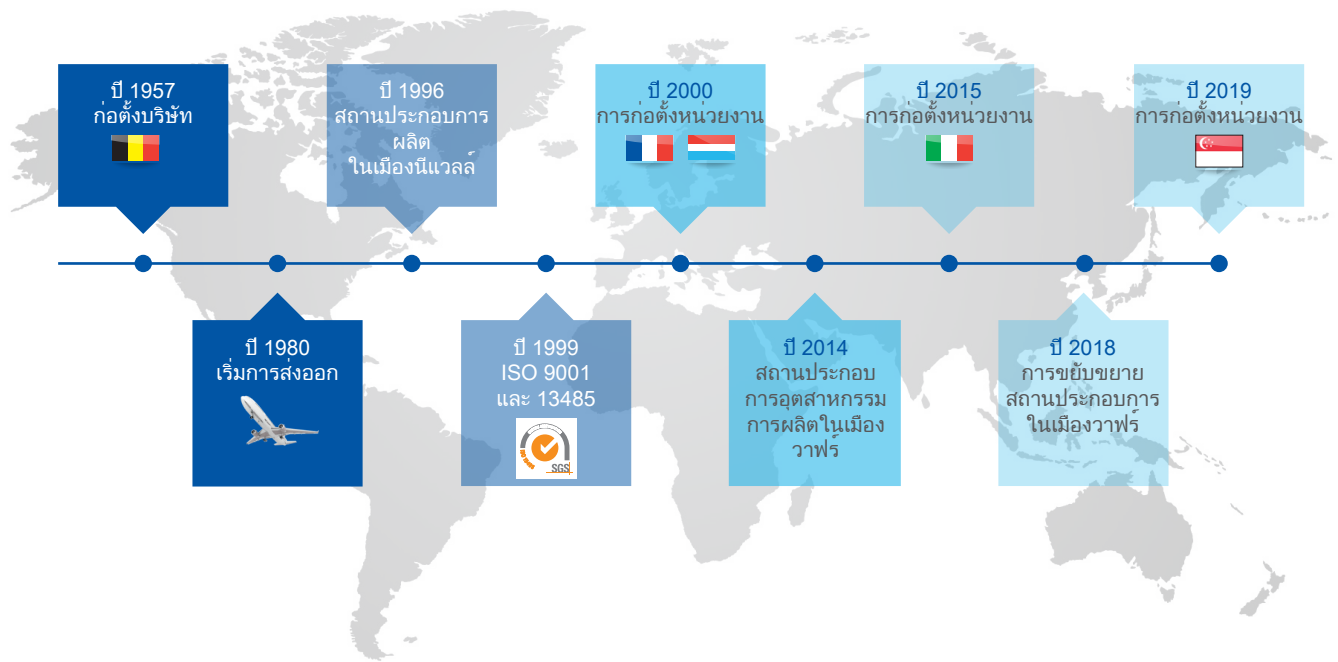 ปี 1957
ก่อตั้งบริษัท
ปี 1980
เริ่มการส่งออก
ปี 1996
สถานประกอบการ
ผลิต
ในเมืองนีแวลล์
ปี 1999
ISO 9001
และ 13485
SGS
ปี 2000
การก่อตั้งหน่วยงาน
ปี 2014
สถานประกอบ
การอุตสาหกรรม
การผลิตในเมือง
วาฟร์
ปี 2015
การก่อตั้งหน่วยงาน
ปี 2018
การขยับขยาย
สถานประกอบการ
ในเมืองวาฟร์
ปี 2019
การก่อตั้งหน่วยงาน